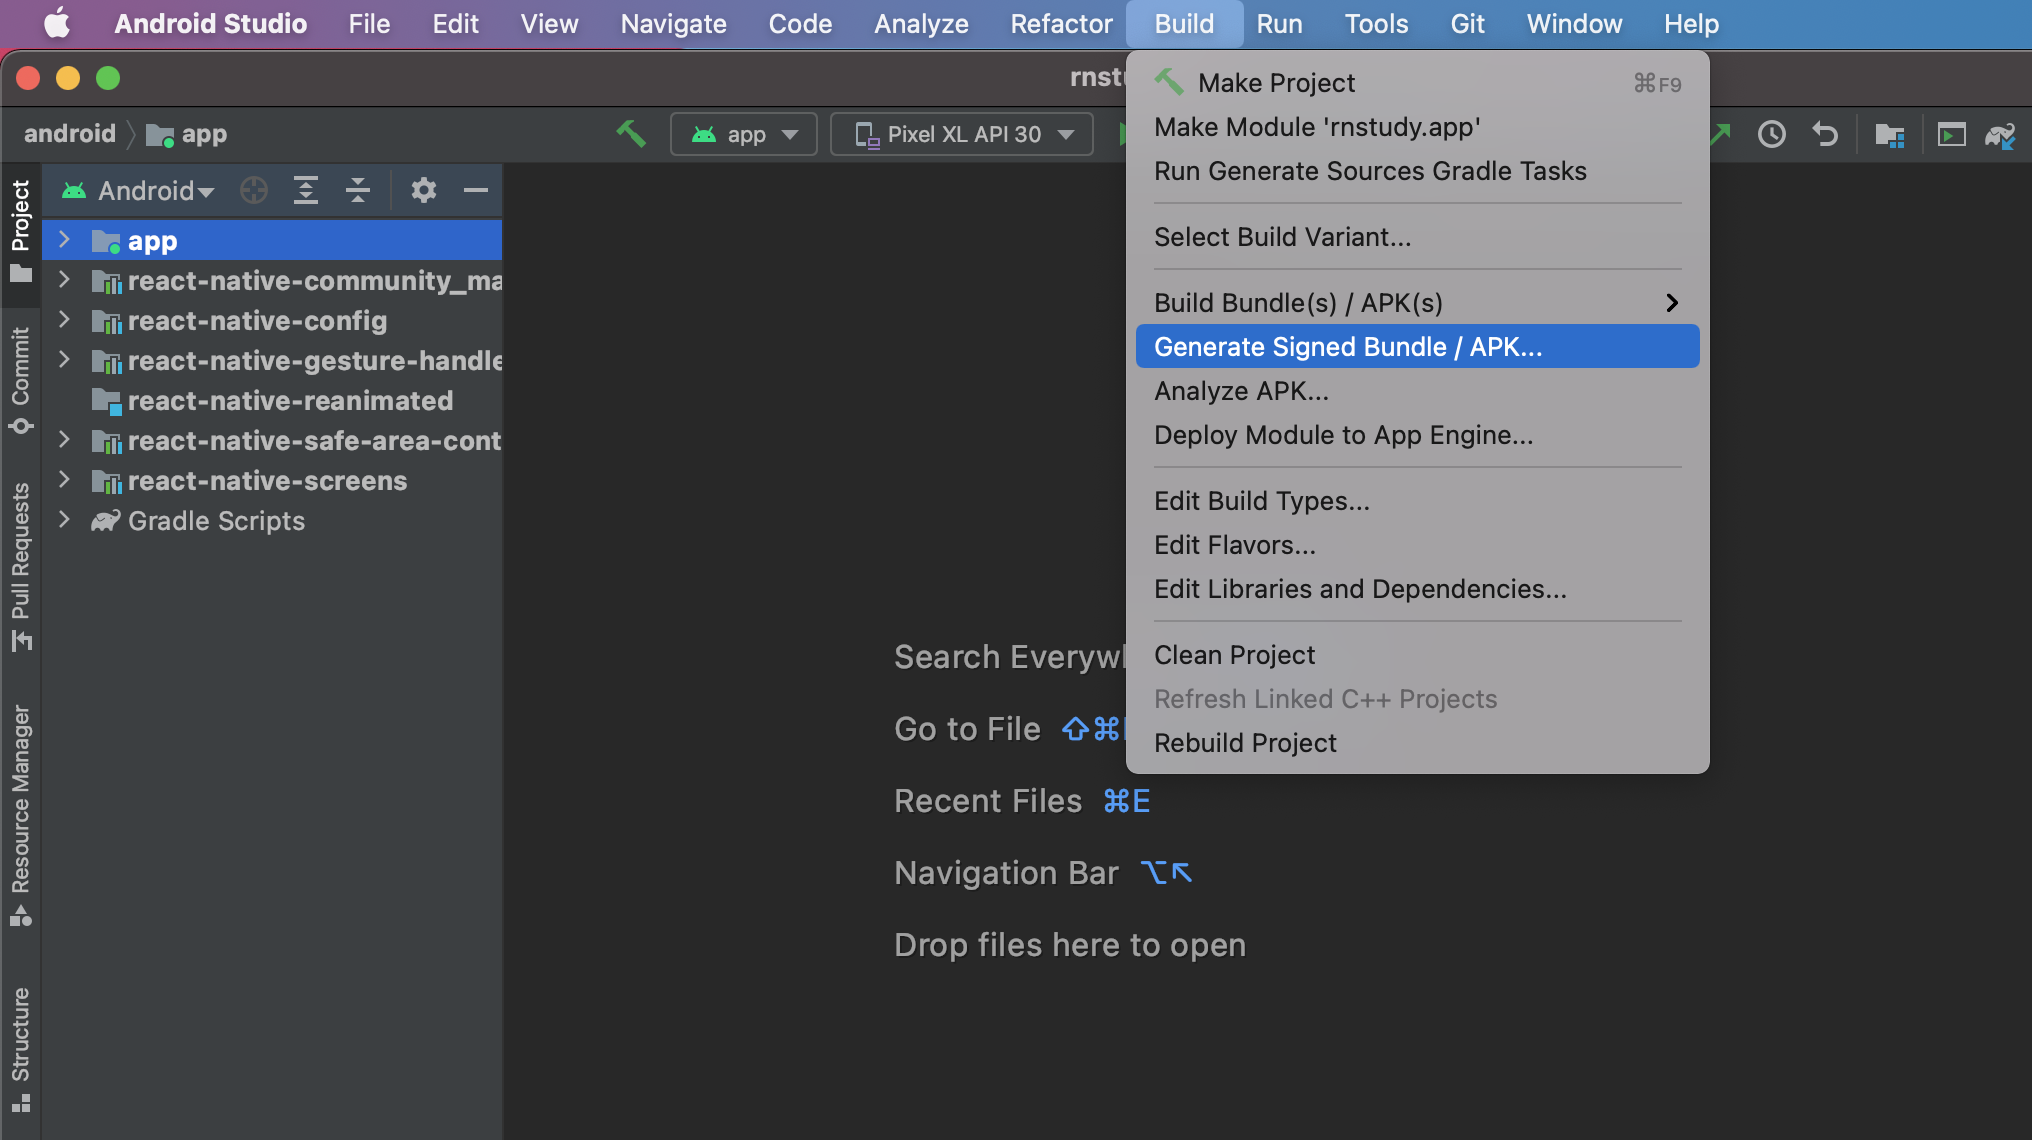 Android Studio File Edit View Navigate Code Analyze Refactor Build Run Tools Git Window Help
rnstu
android app
app
Pixel XL API 30
Project
Commit
Pull Requests
Resource Manager
Structure
Android
app
react-native-community_ma
react-native-config
react-native-gesture-handle
react-native-reanimated
react-native-safe-area-cont
react-native-screens
Gradle Scripts
Make Project ⌘F9
Make Module 'rnstudy.app'
Run Generate Sources Gradle Tasks
Select Build Variant...
Build Bundle(s) / APK(s)
Generate Signed Bundle / APK...
Analyze APK...
Deploy Module to App Engine...
Edit Build Types...
Edit Flavors...
Edit Libraries and Dependencies...
Clean Project
Refresh Linked C++ Projects
Rebuild Project
Search Everywh
Go to File ⇧⌘
Recent Files ⌘E
Navigation Bar ⌥↖
Drop files here to open